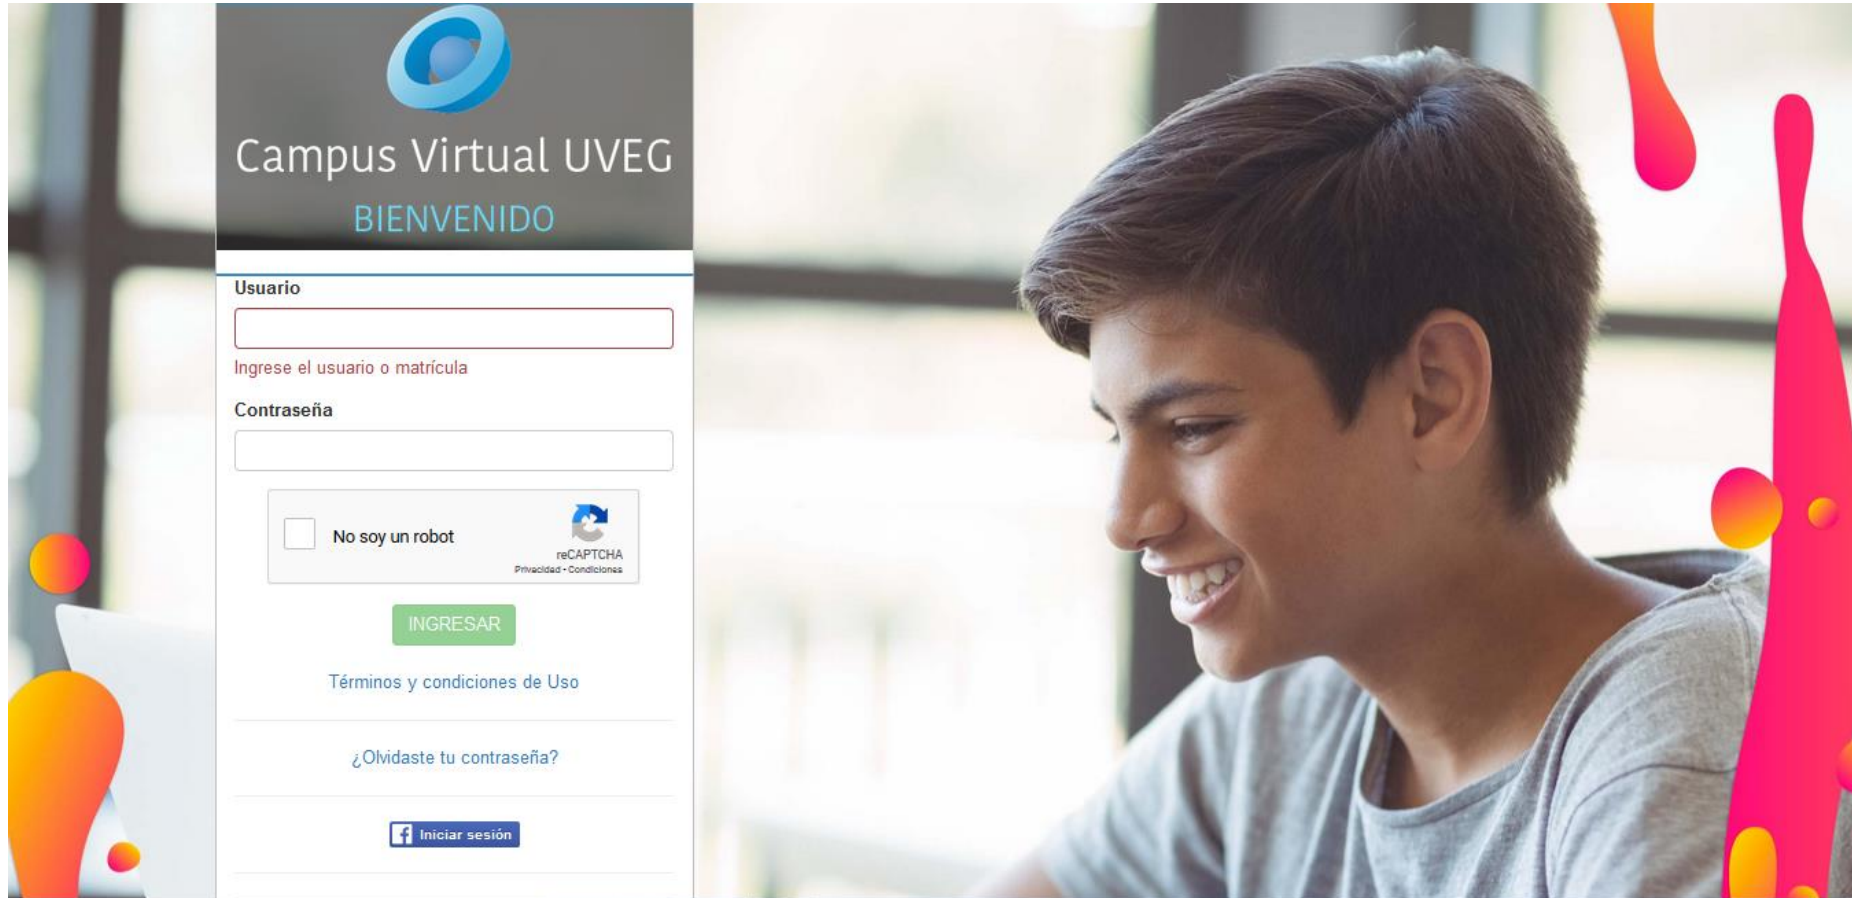 Campus Virtual UVEG
BIENVENIDO
Usuario
Ingrese el usuario o matrícula
Contraseña
No soy un robot
reCAPTCHA
Privacidad - Condiciones
INGRESAR
Términos y condiciones de Uso
¿Olvidaste tu contraseña?
f Iniciar sesión